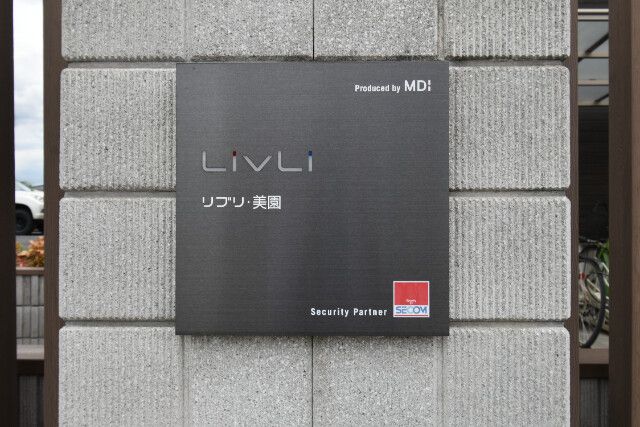 Produced by MDI
LivLi
リブリ・美園
Security Partner
SECOM